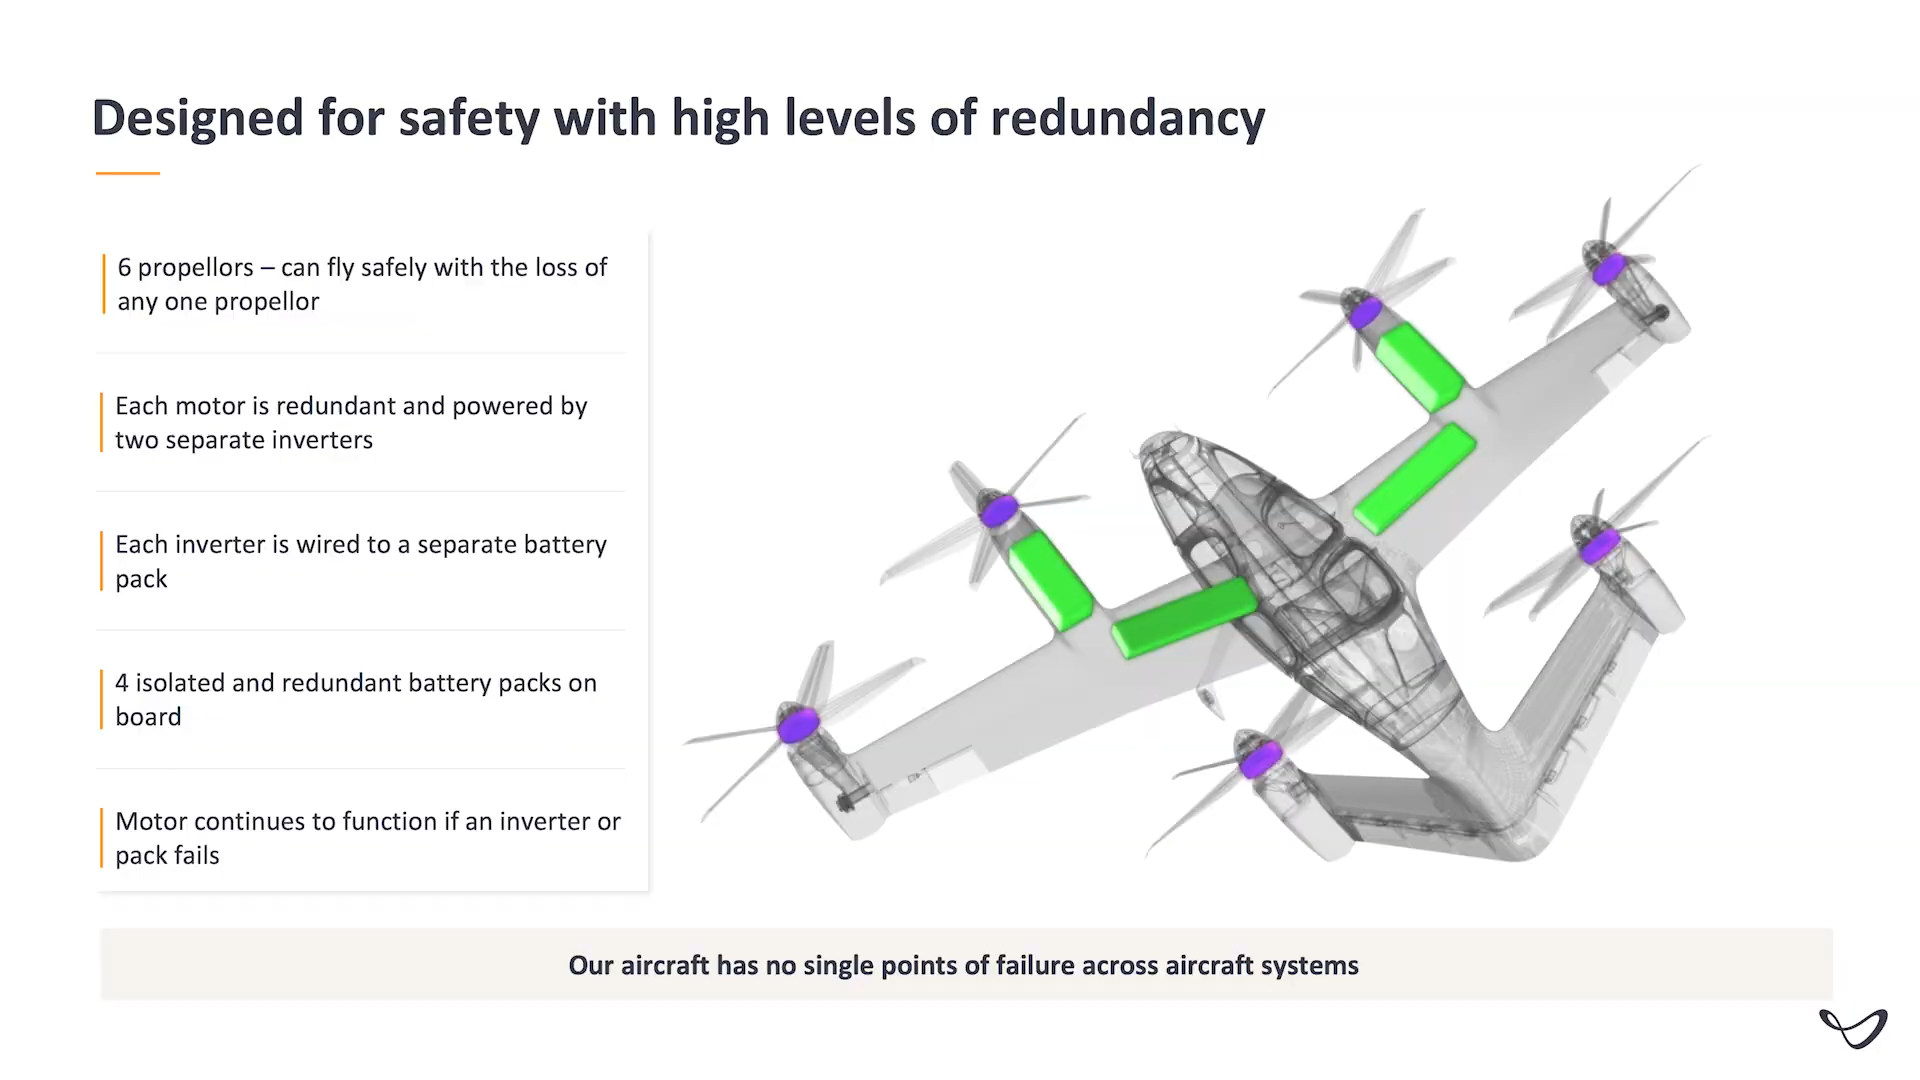 Designed for safety with high levels of redundancy
6 propellors – can fly safely with the loss of
any one propellor
Each motor is redundant and powered by
two separate inverters
Each inverter is wired to a separate battery
pack
4 isolated and redundant battery packs on
board
Motor continues to function if an inverter or
pack fails
Our aircraft has no single points of failure across aircraft systems